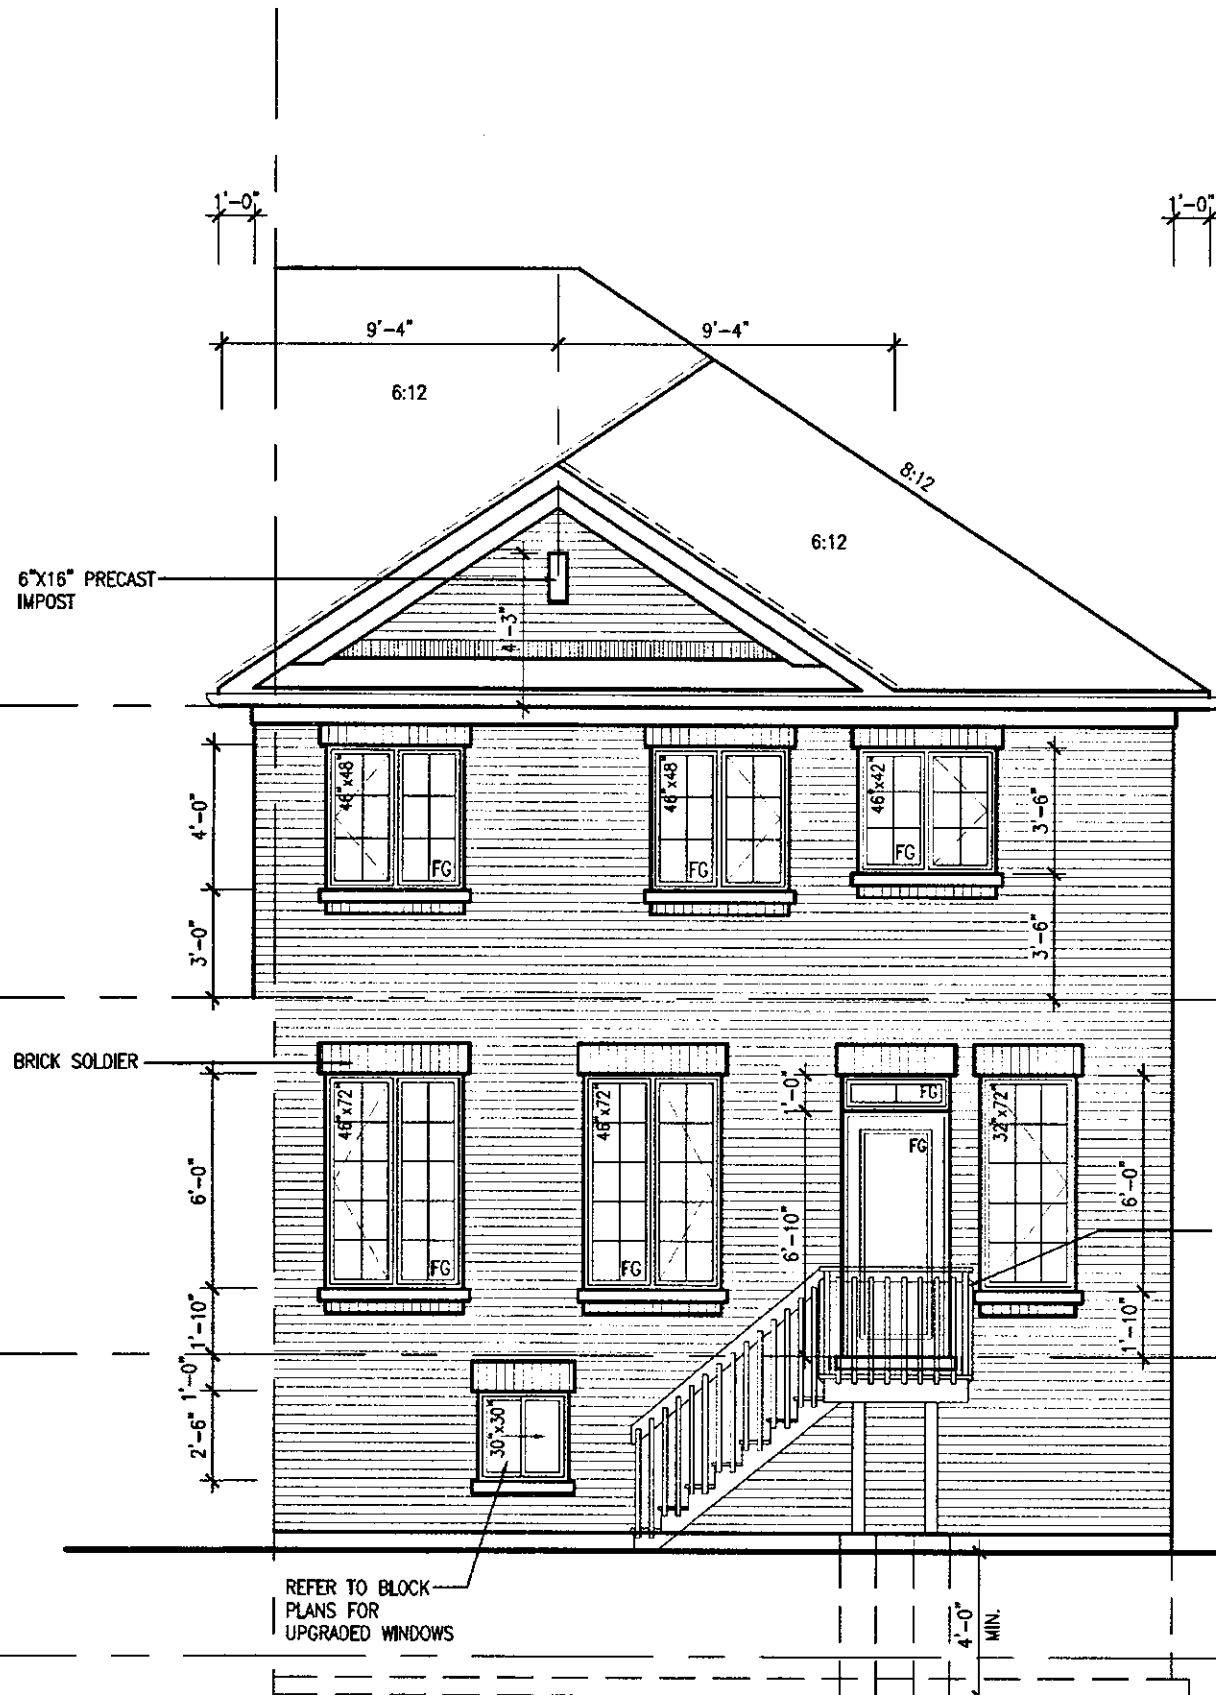 1'-0"
1'-0"
9'-4"
9'-4"
6:12
8:12
6:12
6"X16" PRECAST
IMPOST
4'-3"
46"x48"
46"x48"
46"x42"
4'-0"
3'-6"
FG
FG
FG
3'-0"
3'-6"
BRICK SOLDIER
46"x72"
46"x72"
1'-0"
FG
32"x72"
FG
6'-0"
6'-0"
6'-10"
FG
FG
1'-10"
1'-10"
1'-0"
2'-6"
30"x30"
REFER TO BLOCK
PLANS FOR
UPGRADED WINDOWS
4'-0"
MIN.